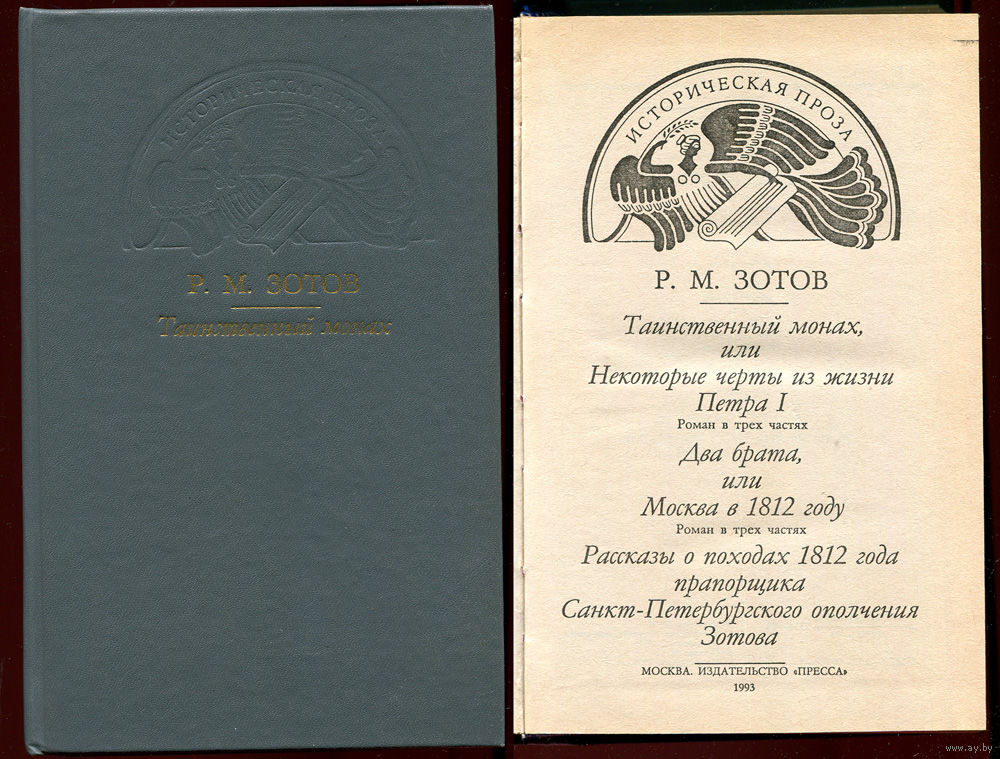 ИСТОРИЧЕСКАЯ ПРОЗА
Р. М. ЗОТОВ
Таинственный монах
ИСТОРИЧЕСКАЯ ПРОЗА
Р. М. ЗОТОВ
Таинственный монах,
или
Некоторые черты из жизни
Петра I
Роман в трех частях
Два брата,
или
Москва в 1812 году
Роман в трех частях
Рассказы о походах 1812 года
прапорщика
Санкт-Петербургского ополчения
Зотова
МОСКВА. ИЗДАТЕЛЬСТВО «ПРЕССА»
1993
www.ay.by